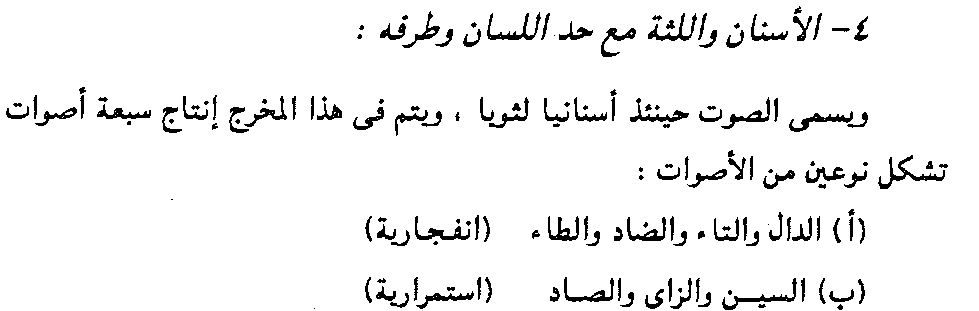 ٤- الأسنان واللثة مع حد اللسان وطرفه :
ويسمى الصوت حينئذ أسنانيا لثويا ، ويتم فى هذا المخرج إنتاج سبعة أصوات
تشكل نوعين من الأصوات :
(أ) الدال والتاء والضاد والطاء (انفجارية)
(ب) السيـن والزاى والصاد (استمرارية)